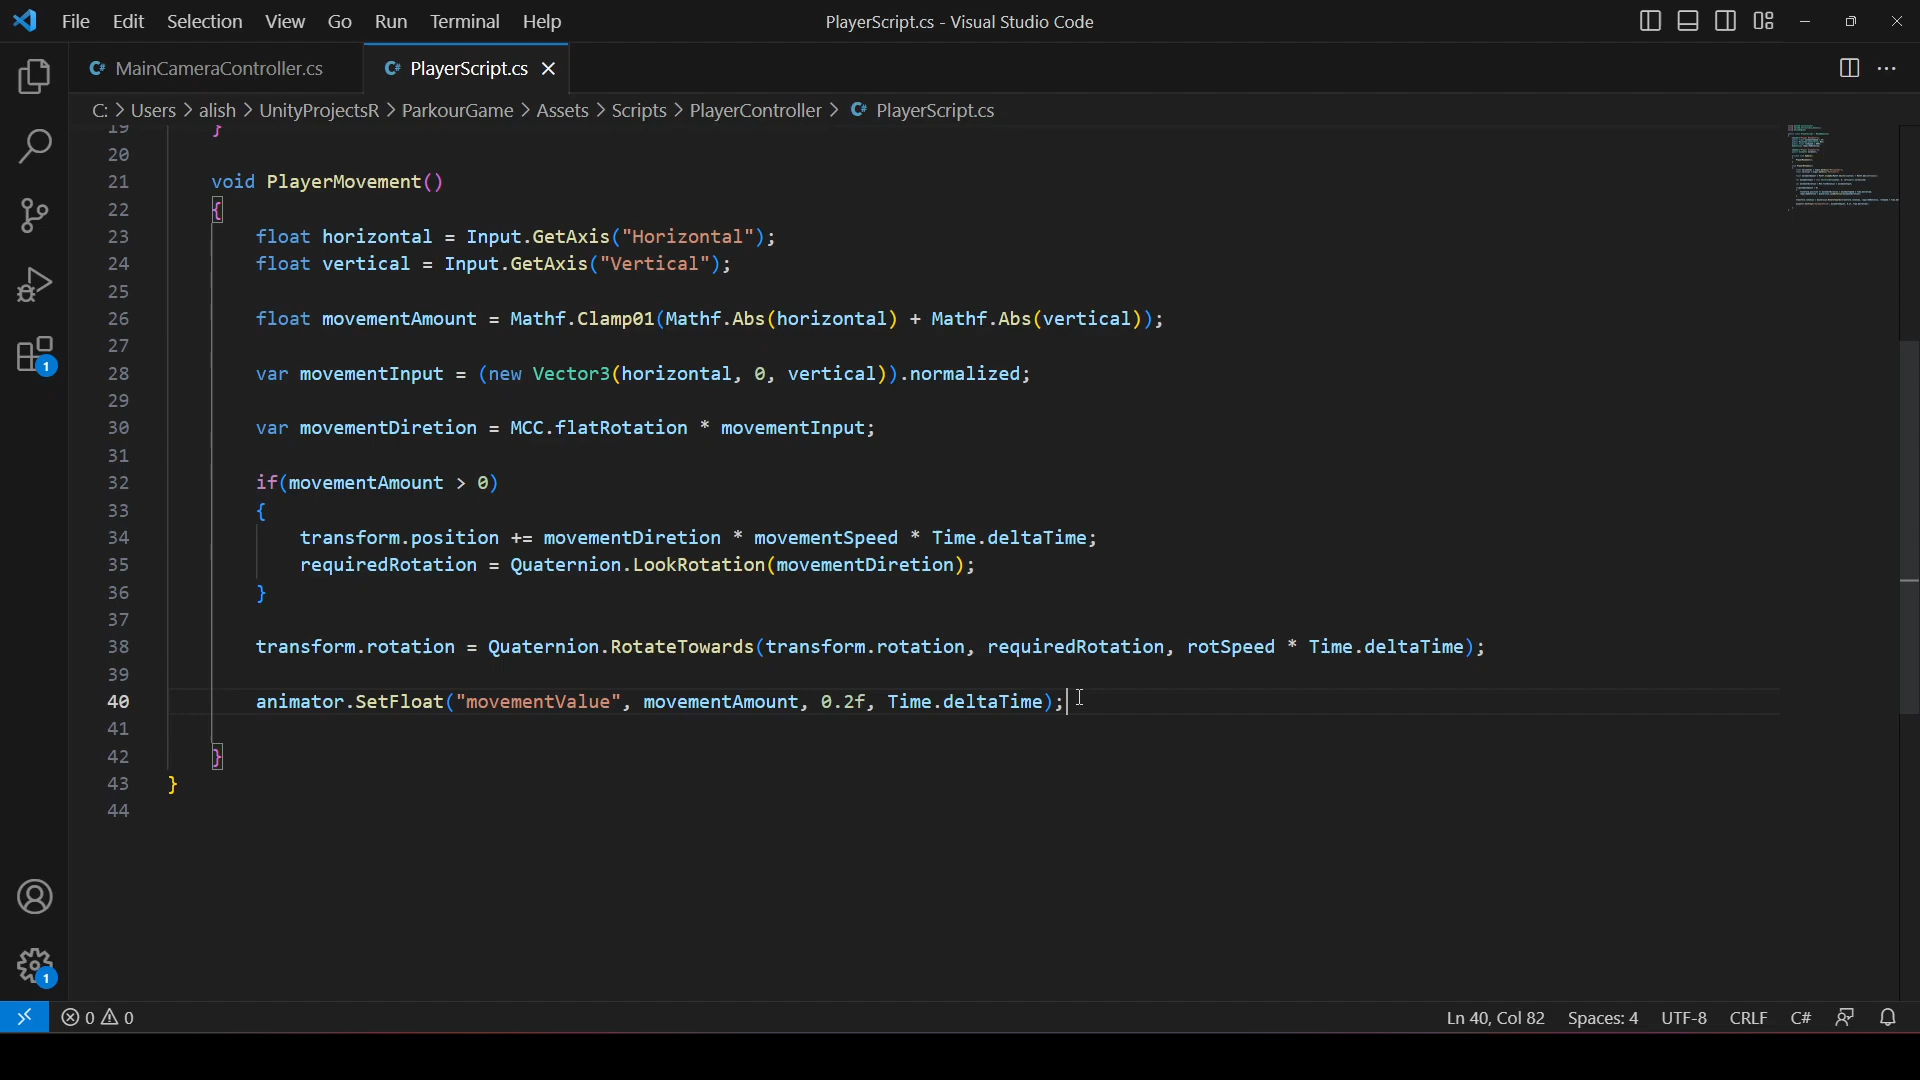 File Edit Selection View Go Run Terminal Help PlayerScript.cs - Visual Studio Code
C# MainCameraController.cs C# PlayerScript.cs
C: > Users > alish > UnityProjectsR > ParkourGame > Assets > Scripts > PlayerController > C# PlayerScript.cs
19 }
20
21 void PlayerMovement()
22 {
23 float horizontal = Input.GetAxis("Horizontal");
24 float vertical = Input.GetAxis("Vertical");
25
26 float movementAmount = Mathf.Clamp01(Mathf.Abs(horizontal) + Mathf.Abs(vertical));
27
28 var movementInput = (new Vector3(horizontal, 0, vertical)).normalized;
29
30 var movementDiretion = MCC.flatRotation * movementInput;
31
32 if(movementAmount > 0)
33 {
34 transform.position += movementDiretion * movementSpeed * Time.deltaTime;
35 requiredRotation = Quaternion.LookRotation(movementDiretion);
36 }
37
38 transform.rotation = Quaternion.RotateTowards(transform.rotation, requiredRotation, rotSpeed * Time.deltaTime);
39
40 animator.SetFloat("movementValue", movementAmount, 0.2f, Time.deltaTime);
41
42 }
43 }
44
1
1
0 0 Ln 40, Col 82 Spaces: 4 UTF-8 CRLF C#